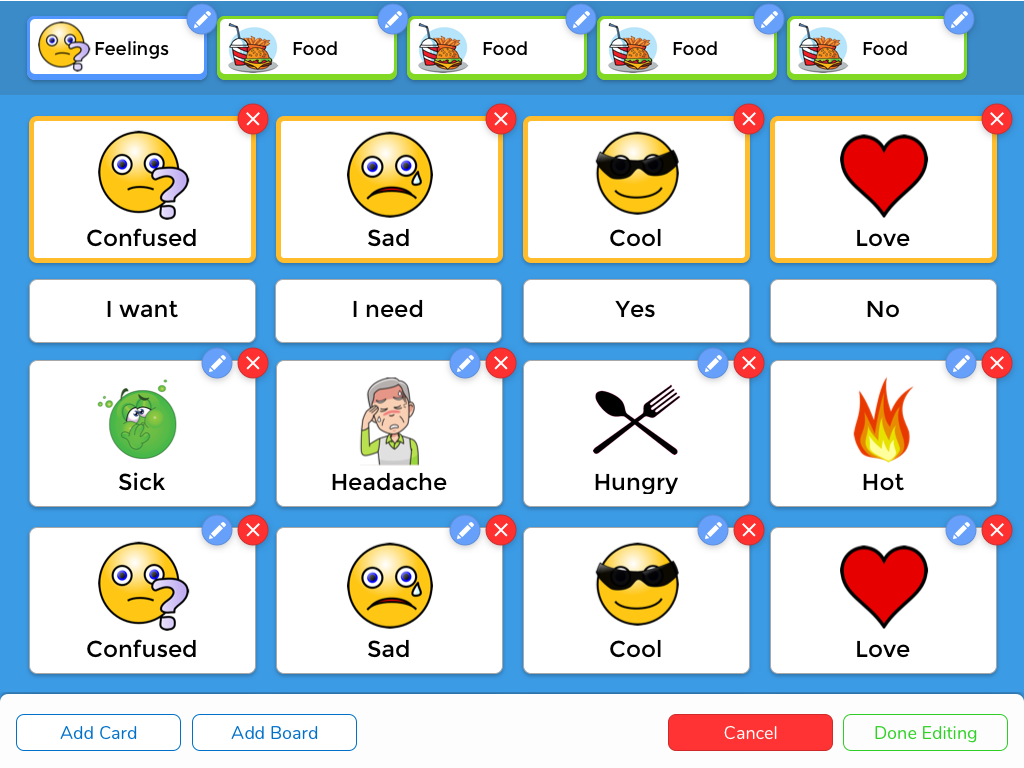 Feelings
Food
Food
Food
Food
Confused
Sad
Cool
Love
I want
I need
Yes
No
Sick
Headache
Hungry
Hot
Confused
Sad
Cool
Love
Add Card
Add Board
Cancel
Done Editing